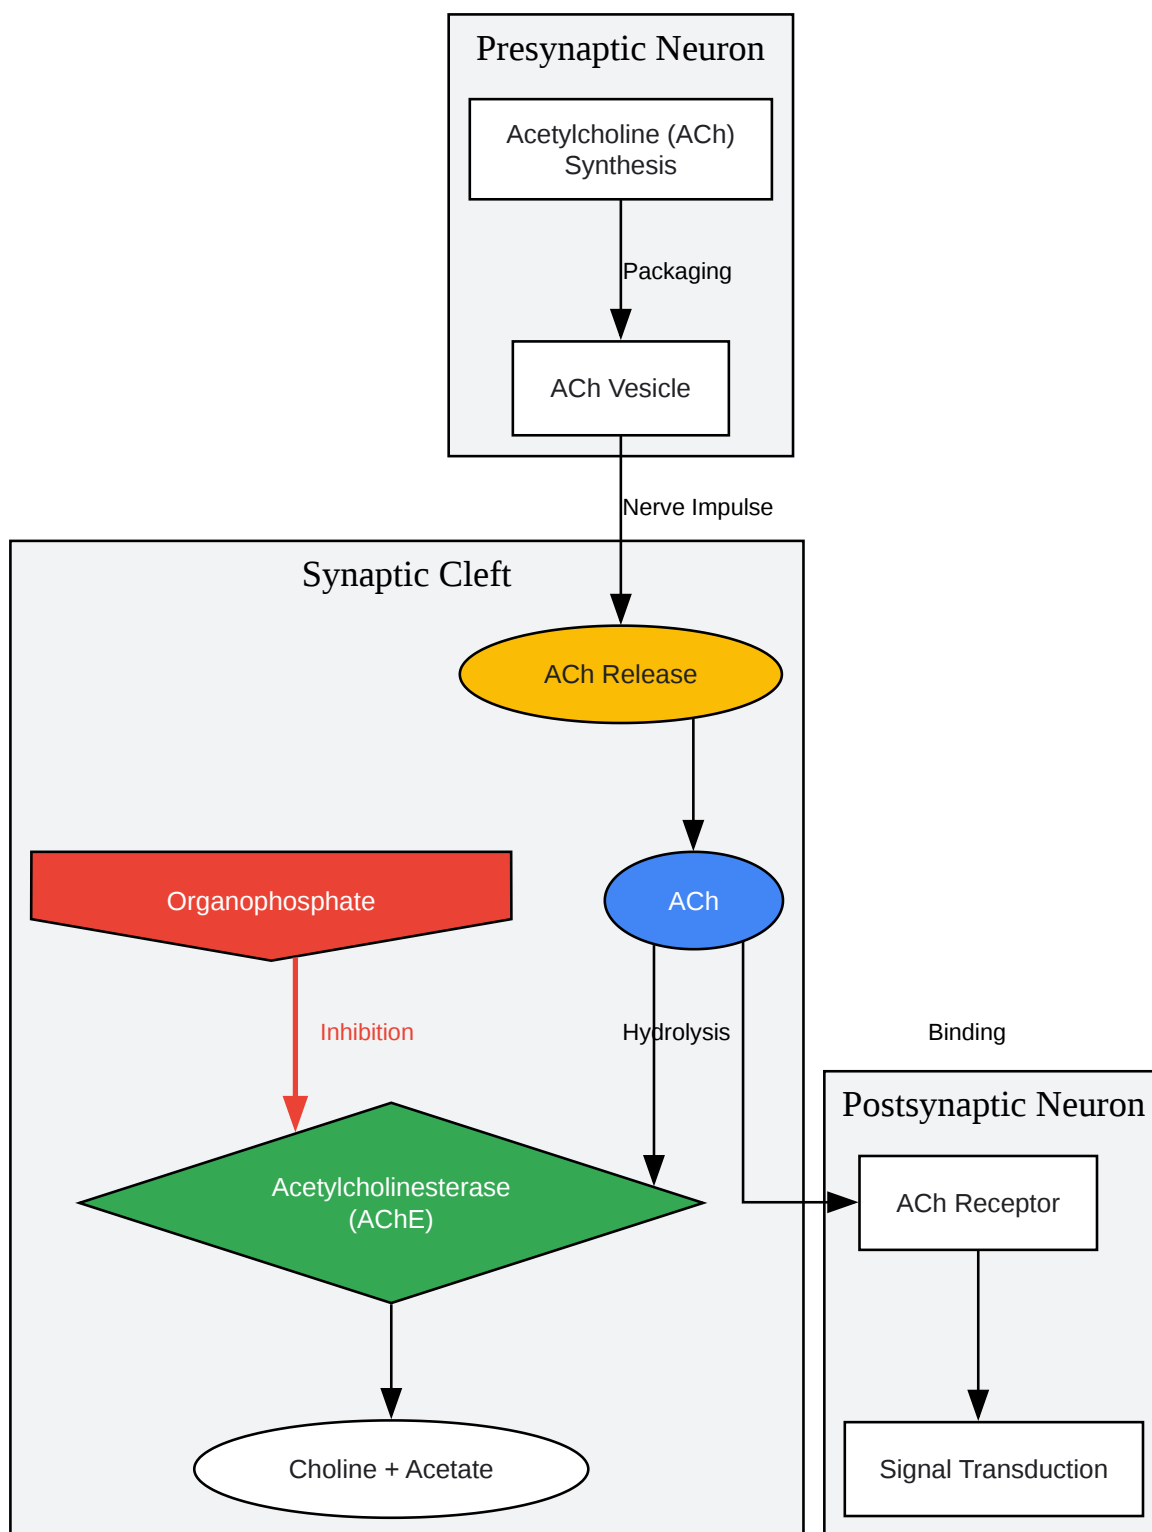 Presynaptic Neuron
Acetylcholine (ACh)
Synthesis
Packaging
ACh Vesicle
Nerve Impulse
Synaptic Cleft
ACh Release
Organophosphate
ACh
Inhibition
Hydrolysis
Binding
Postsynaptic Neuron
Acetylcholinesterase
(AChE)
ACh Receptor
Choline + Acetate
Signal Transduction